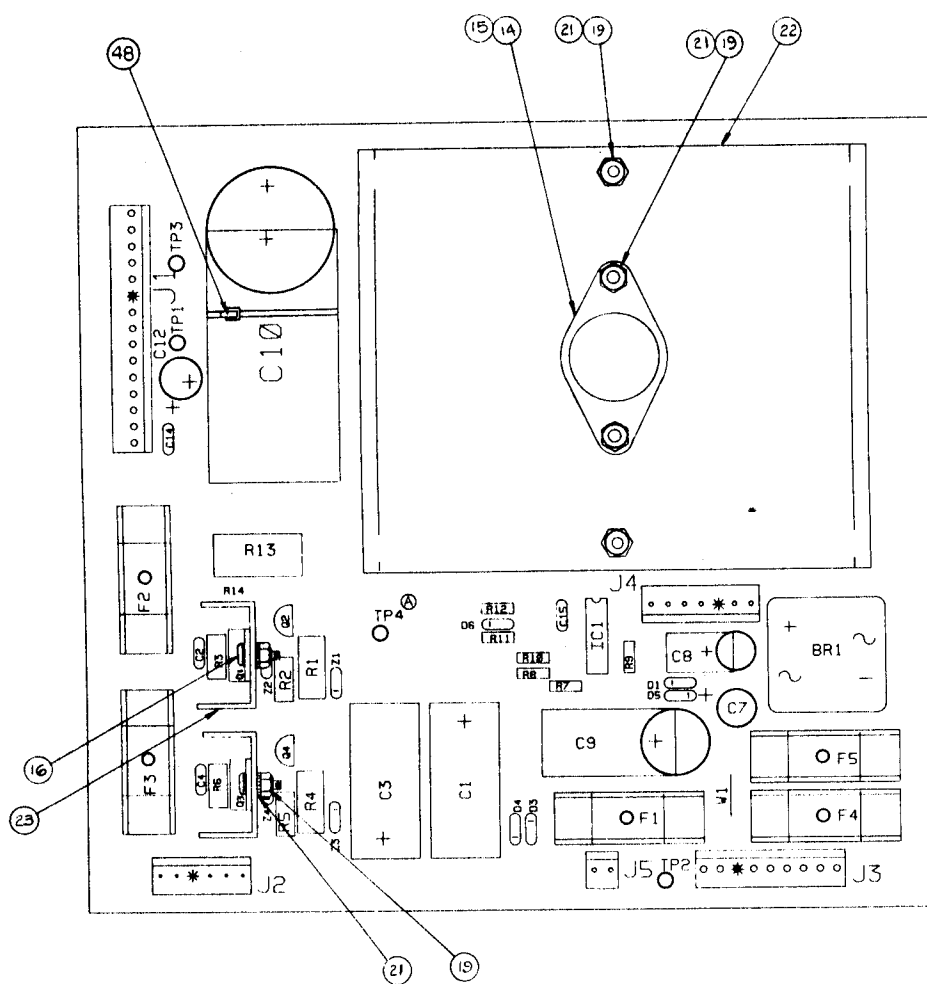 15 14
21 19
21 19
22
48
TP3
J1
TP1
C12
C10
C14
R13
F2
R14
Q2
TP4 A
R12
D6
R11
C15
IC1
J4
C2
R3
Q1
Z2
R2
R1
Z1
R10
R8
R7
R9
C8
BR1
D1
D5
C7
16
F3
23
C4
R6
Q3
Z4
R5
Q4
R4
Z3
C3
C1
C9
D4
D3
F1
W1
F5
F4
J2
J5
TP2
J3
21
19